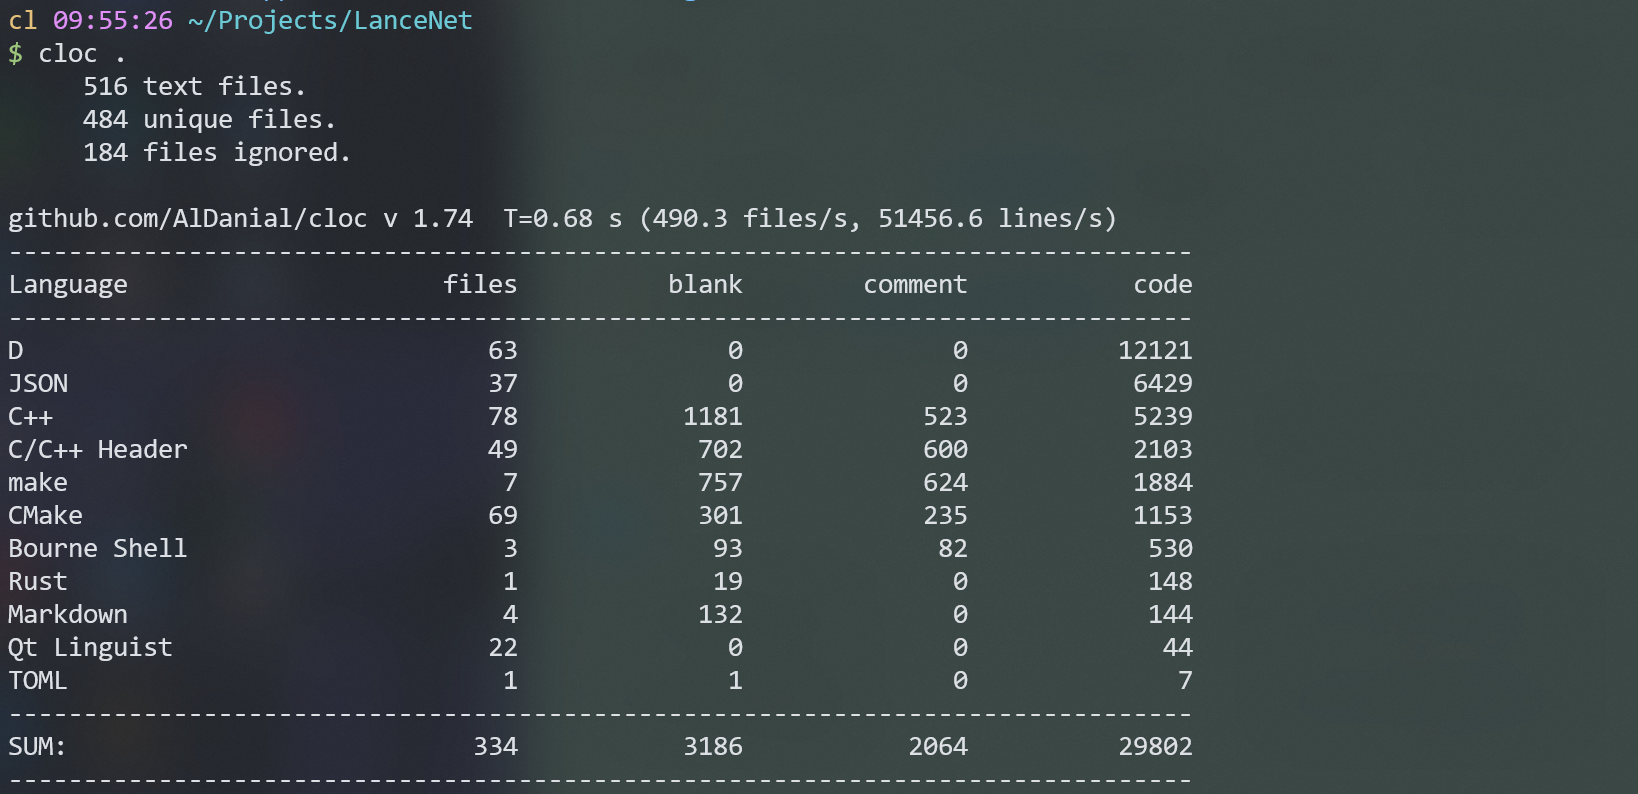 cl 09:55:26 ~/Projects/LanceNet
$ cloc .
     516 text files.
     484 unique files.
     184 files ignored.

github.com/AlDanial/cloc v 1.74  T=0.68 s (490.3 files/s, 51456.6 lines/s)
-------------------------------------------------------------------------------
Language                     files          blank        comment           code
-------------------------------------------------------------------------------
D                               63              0              0          12121
JSON                            37              0              0           6429
C++                             78           1181            523           5239
C/C++ Header                    49            702            600           2103
make                             7            757            624           1884
CMake                           69            301            235           1153
Bourne Shell                     3             93             82            530
Rust                             1             19              0            148
Markdown                         4            132              0            144
Qt Linguist                     22              0              0             44
TOML                             1              1              0              7
-------------------------------------------------------------------------------
SUM:                           334           3186           2064          29802
-------------------------------------------------------------------------------